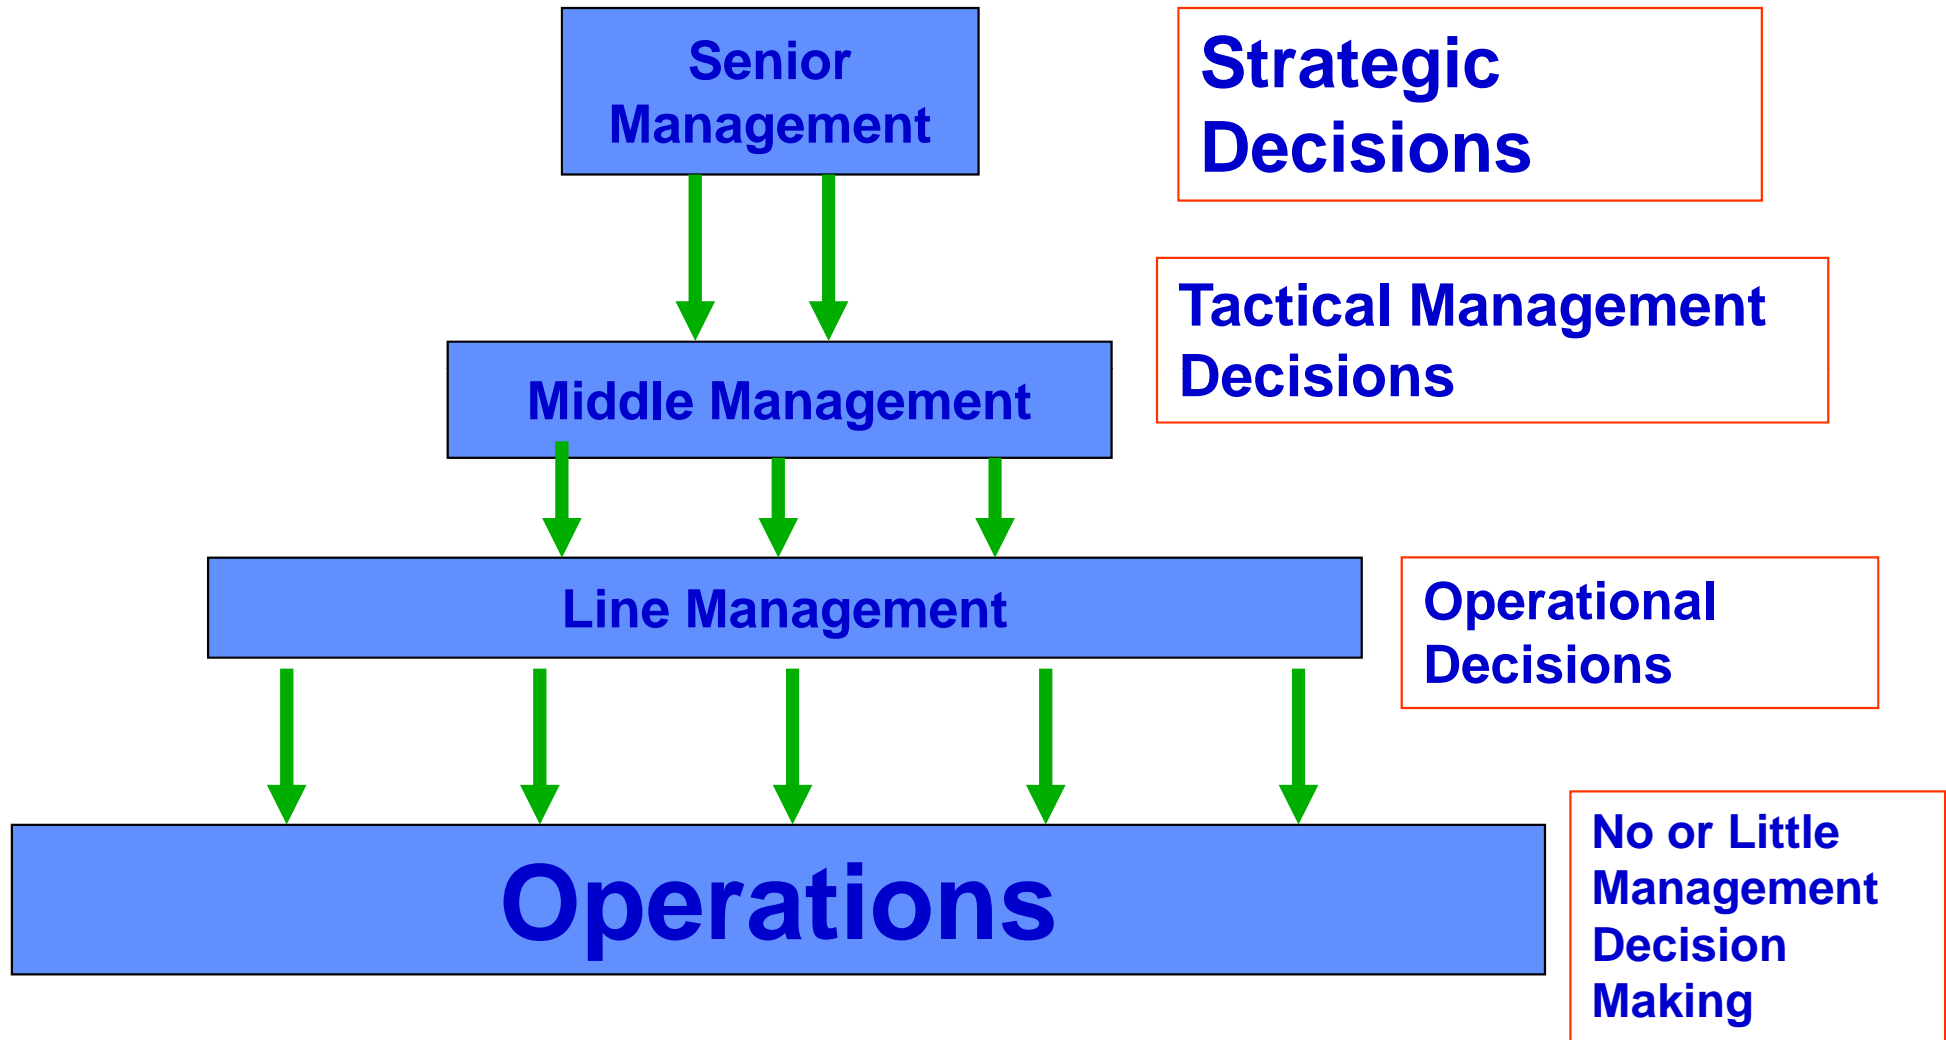 Senior
Management
Strategic
Decisions
Tactical Management
Decisions
Middle Management
Line Management
Operational
Decisions
Operations
No or Little
Management
Decision
Making